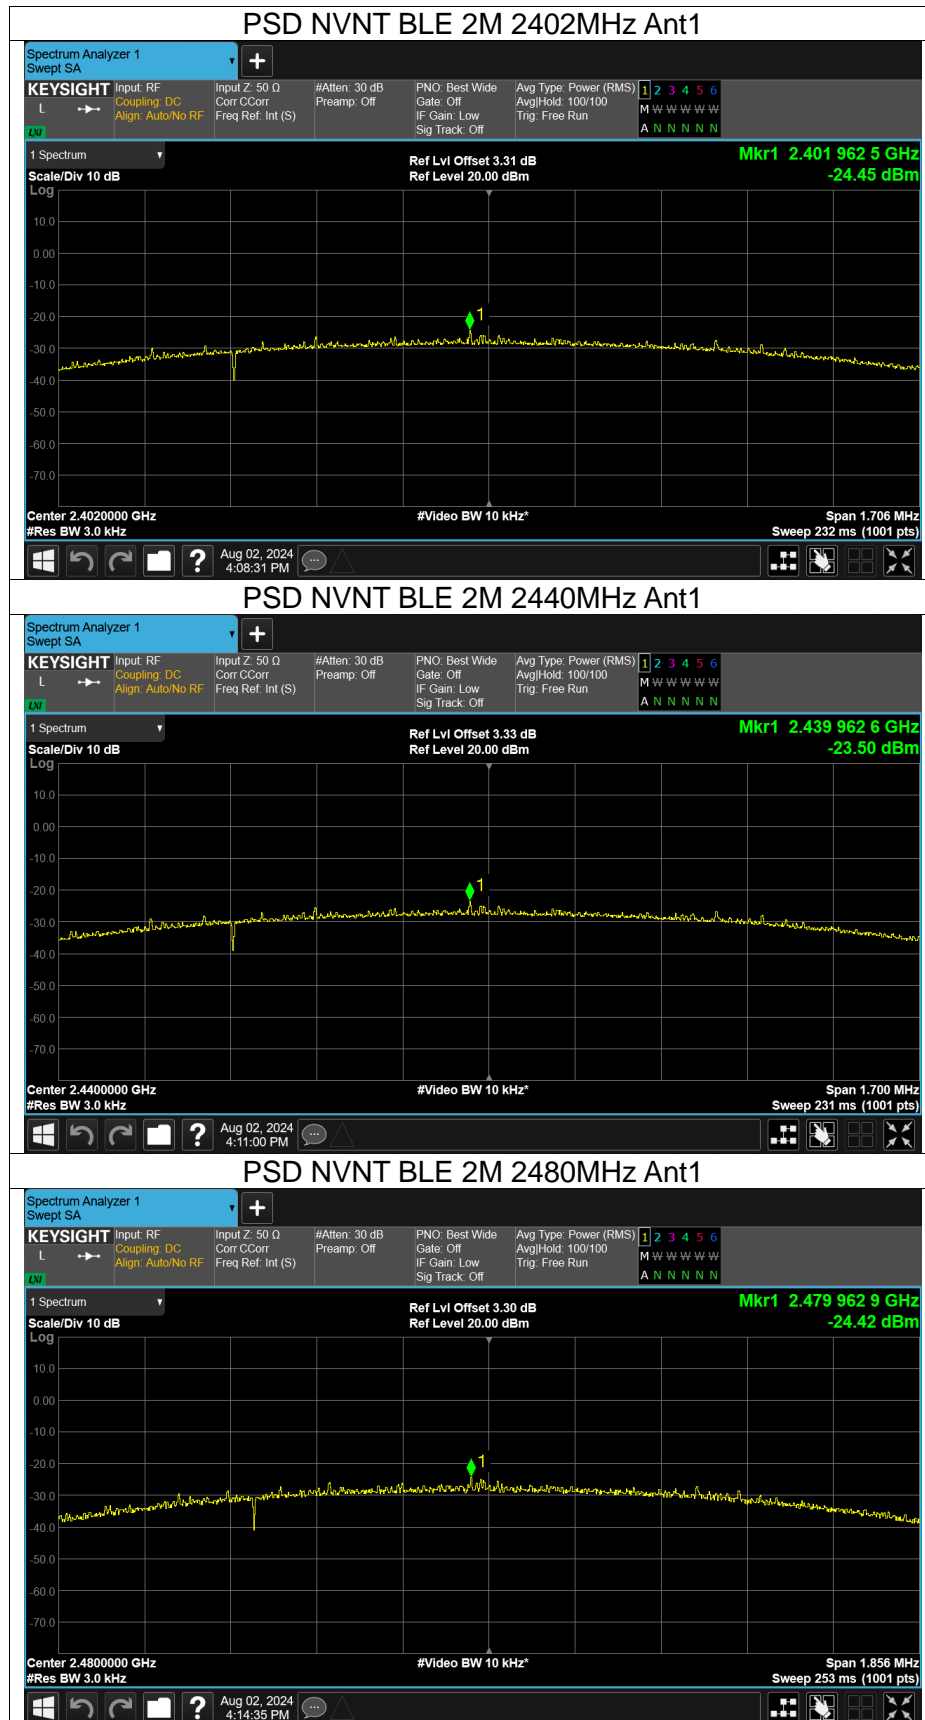 PSD NVNT BLE 2M 2402MHz Ant1
Spectrum Analyzer 1
Swept SA
KEYSIGHT
L
LXI
Input: RF
Coupling: DC
Align: Auto/No RF
Input Z: 50 Ω
Corr CCorr
Freq Ref: Int (S)
#Atten: 30 dB
Preamp: Off
PNO: Best Wide
Gate: Off
IF Gain: Low
Sig Track: Off
Avg Type: Power (RMS)
Avg|Hold: 100/100
Trig: Free Run
1 2 3 4 5 6
M W W W W W
A N N N N N
1 Spectrum
Scale/Div 10 dB
Log
Ref Lvl Offset 3.31 dB
Ref Level 20.00 dBm
Mkr1 2.401 962 5 GHz
-24.45 dBm
10.0
0.00
-10.0
-20.0
-30.0
-40.0
-50.0
-60.0
-70.0
1
Center 2.4020000 GHz
#Res BW 3.0 kHz
#Video BW 10 kHz*
Span 1.706 MHz
Sweep 232 ms (1001 pts)
Aug 02, 2024
4:08:31 PM
PSD NVNT BLE 2M 2440MHz Ant1
Spectrum Analyzer 1
Swept SA
KEYSIGHT
L
LXI
Input: RF
Coupling: DC
Align: Auto/No RF
Input Z: 50 Ω
Corr CCorr
Freq Ref: Int (S)
#Atten: 30 dB
Preamp: Off
PNO: Best Wide
Gate: Off
IF Gain: Low
Sig Track: Off
Avg Type: Power (RMS)
Avg|Hold: 100/100
Trig: Free Run
1 2 3 4 5 6
M W W W W W
A N N N N N
1 Spectrum
Scale/Div 10 dB
Log
Ref Lvl Offset 3.33 dB
Ref Level 20.00 dBm
Mkr1 2.439 962 6 GHz
-23.50 dBm
10.0
0.00
-10.0
-20.0
-30.0
-40.0
-50.0
-60.0
-70.0
1
Center 2.4400000 GHz
#Res BW 3.0 kHz
#Video BW 10 kHz*
Span 1.700 MHz
Sweep 231 ms (1001 pts)
Aug 02, 2024
4:11:00 PM
PSD NVNT BLE 2M 2480MHz Ant1
Spectrum Analyzer 1
Swept SA
KEYSIGHT
L
LXI
Input: RF
Coupling: DC
Align: Auto/No RF
Input Z: 50 Ω
Corr CCorr
Freq Ref: Int (S)
#Atten: 30 dB
Preamp: Off
PNO: Best Wide
Gate: Off
IF Gain: Low
Sig Track: Off
Avg Type: Power (RMS)
Avg|Hold: 100/100
Trig: Free Run
1 2 3 4 5 6
M W W W W W
A N N N N N
1 Spectrum
Scale/Div 10 dB
Log
Ref Lvl Offset 3.30 dB
Ref Level 20.00 dBm
Mkr1 2.479 962 9 GHz
-24.42 dBm
10.0
0.00
-10.0
-20.0
-30.0
-40.0
-50.0
-60.0
-70.0
1
Center 2.4800000 GHz
#Res BW 3.0 kHz
#Video BW 10 kHz*
Span 1.856 MHz
Sweep 253 ms (1001 pts)
Aug 02, 2024
4:14:35 PM